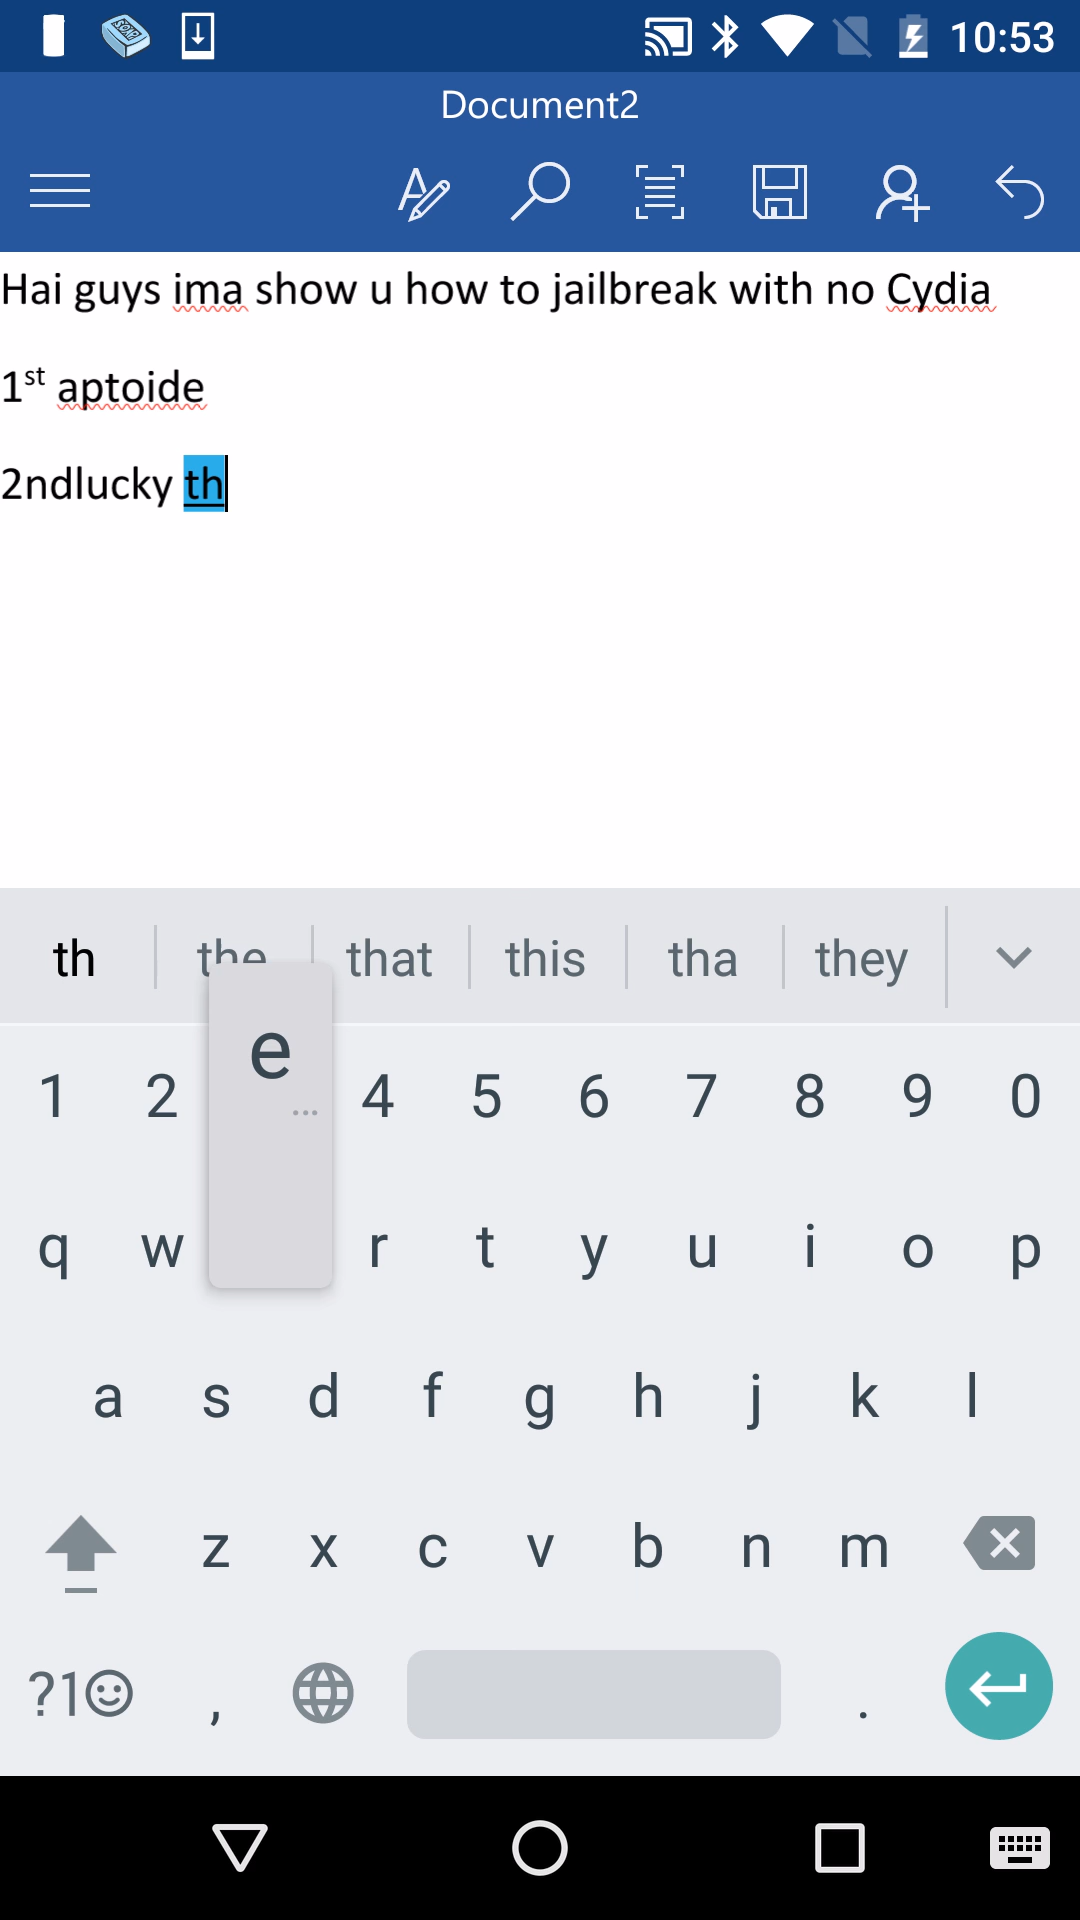 10:53
Document2
Hai guys ima show u how to jailbreak with no Cydia
1st aptoide
2ndlucky th
th the that this tha they
e
...
1 2 4 5 6 7 8 9 0
q w r t y u i o p
a s d f g h j k l
z x c v b n m
?1☺ , .